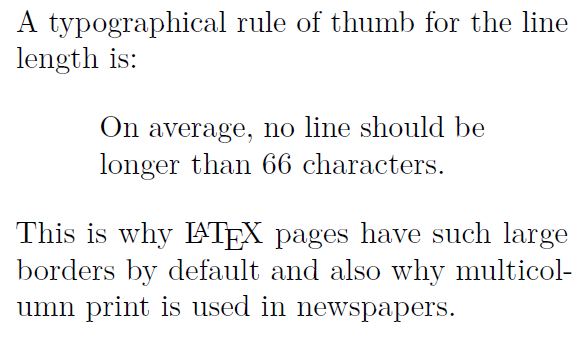 A typographical rule of thumb for the line
length is:
On average, no line should be
longer than 66 characters.
This is why LATEX pages have such large
borders by default and also why multicol-
umn print is used in newspapers.